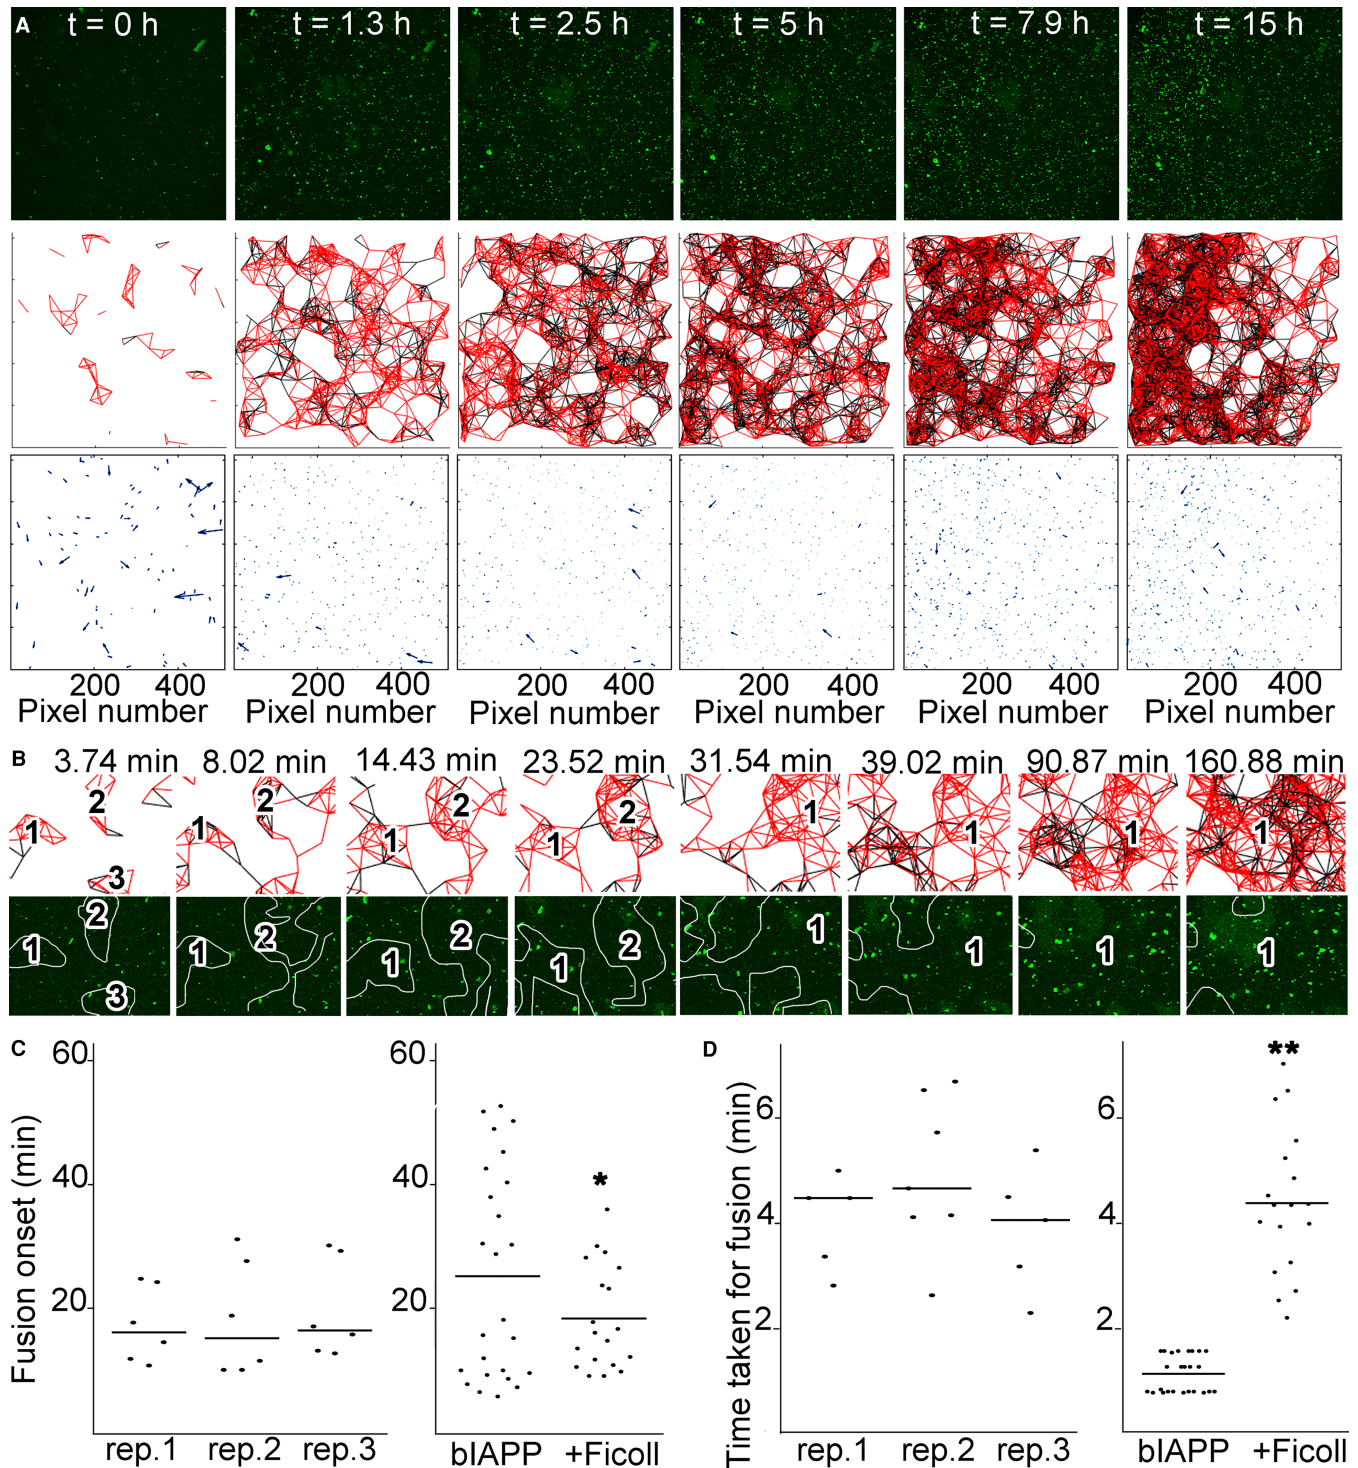 A
t = 0 h t = 1.3 h t = 2.5 h t = 5 h t = 7.9 h t = 15 h
200 400 200 400 200 400 200 400 200 400 200 400
Pixel number Pixel number Pixel number Pixel number Pixel number Pixel number
B
3.74 min 8.02 min 14.43 min 23.52 min 31.54 min 39.02 min 90.87 min 160.88 min
1 2 3 1 2 1 2 1 2 1 1 1 1
1 2 3 1 2 1 2 1 2 1 1 1 1
C
Fusion onset (min)
60
40
20
rep.1 rep.2 rep.3
60
40
20
*
bIAPP +Ficoll
D
Time taken for fusion (min)
6
4
2
rep.1 rep.2 rep.3
6
4
2
**
bIAPP +Ficoll